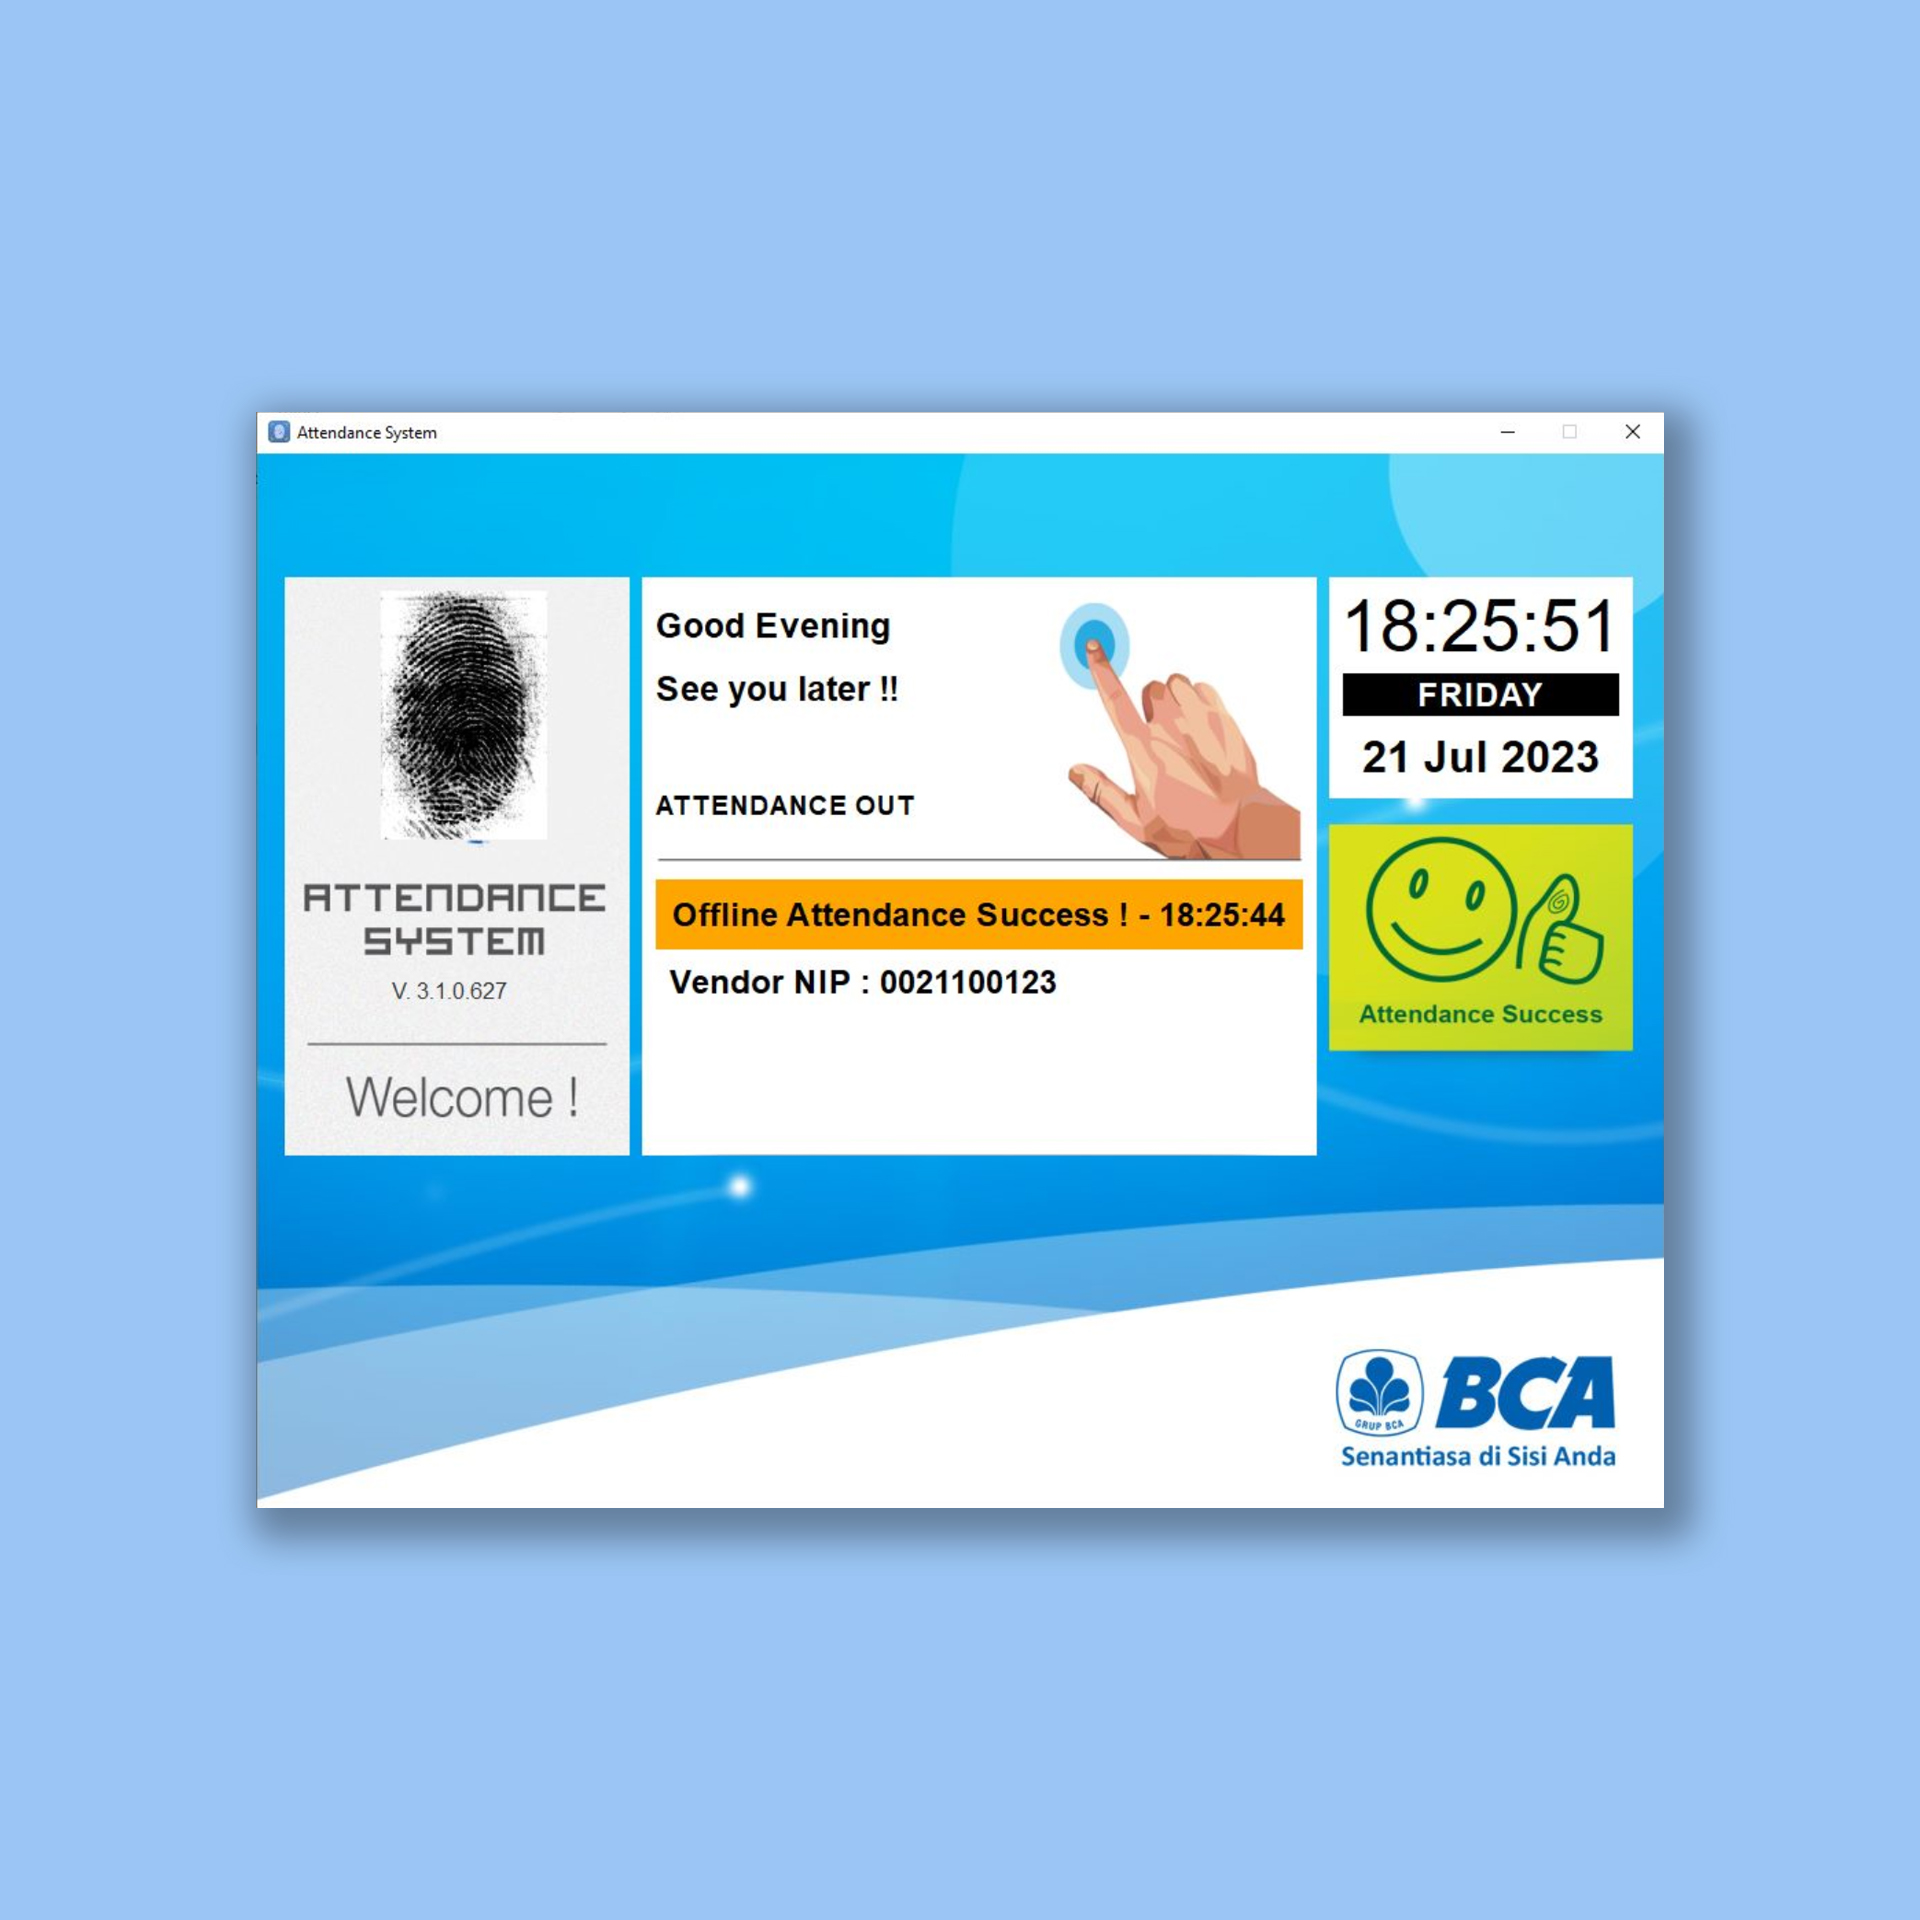 Attendance System
ATTENDANCE
SYSTEM
V. 3.1.0.627
Welcome !
Good Evening
See you later !!
ATTENDANCE OUT
Offline Attendance Success ! - 18:25:44
Vendor NIP : 0021100123
18:25:51
FRIDAY
21 Jul 2023
Attendance Success
GRUP BCA
BCA
Senantiasa di Sisi Anda